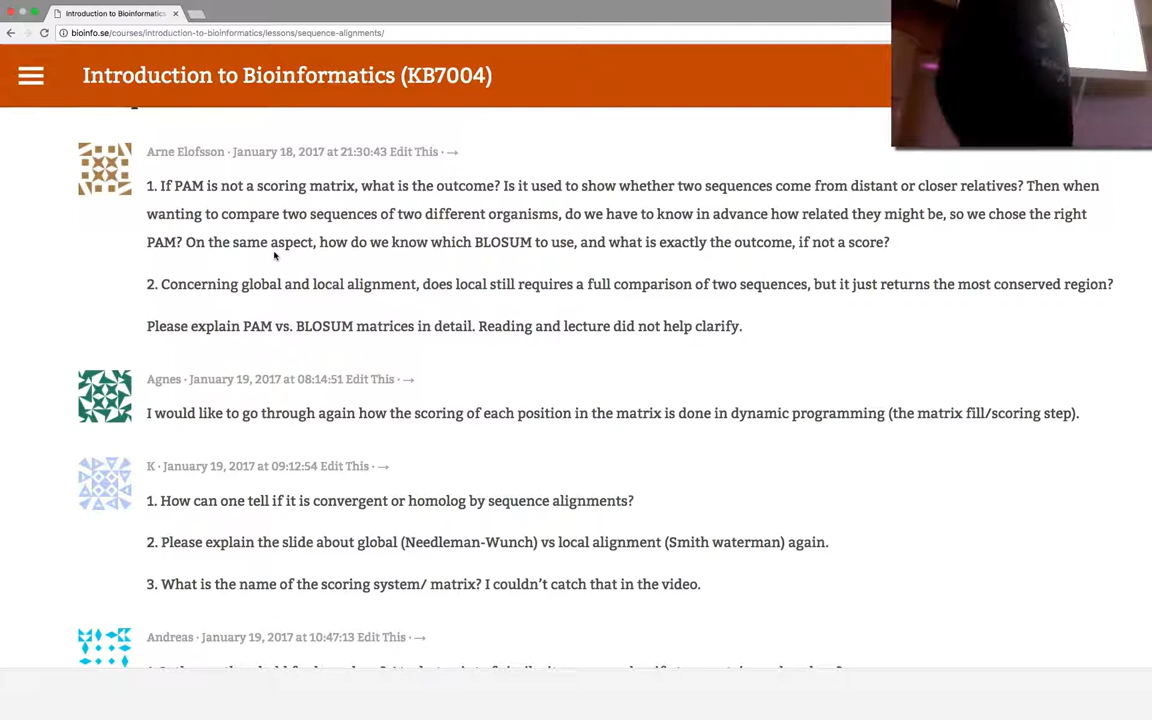 Introduction to Bioinformatics
bioinfo.se/courses/introduction-to-bioinformatics/lessons/sequence-alignments/
Introduction to Bioinformatics (KB7004)
Arne Elofsson · January 18, 2017 at 21:30:43 Edit This · →
1. If PAM is not a scoring matrix, what is the outcome? Is it used to show whether two sequences come from distant or closer relatives? Then when
wanting to compare two sequences of two different organisms, do we have to know in advance how related they might be, so we chose the right
PAM? On the same aspect, how do we know which BLOSUM to use, and what is exactly the outcome, if not a score?
2. Concerning global and local alignment, does local still requires a full comparison of two sequences, but it just returns the most conserved region?
Please explain PAM vs. BLOSUM matrices in detail. Reading and lecture did not help clarify.
Agnes · January 19, 2017 at 08:14:51 Edit This · →
I would like to go through again how the scoring of each position in the matrix is done in dynamic programming (the matrix fill/scoring step).
K · January 19, 2017 at 09:12:54 Edit This · →
1. How can one tell if it is convergent or homolog by sequence alignments?
2. Please explain the slide about global (Needleman-Wunch) vs local alignment (Smith waterman) again.
3. What is the name of the scoring system/ matrix? I couldn't catch that in the video.
Andreas · January 19, 2017 at 10:47:13 Edit This · →